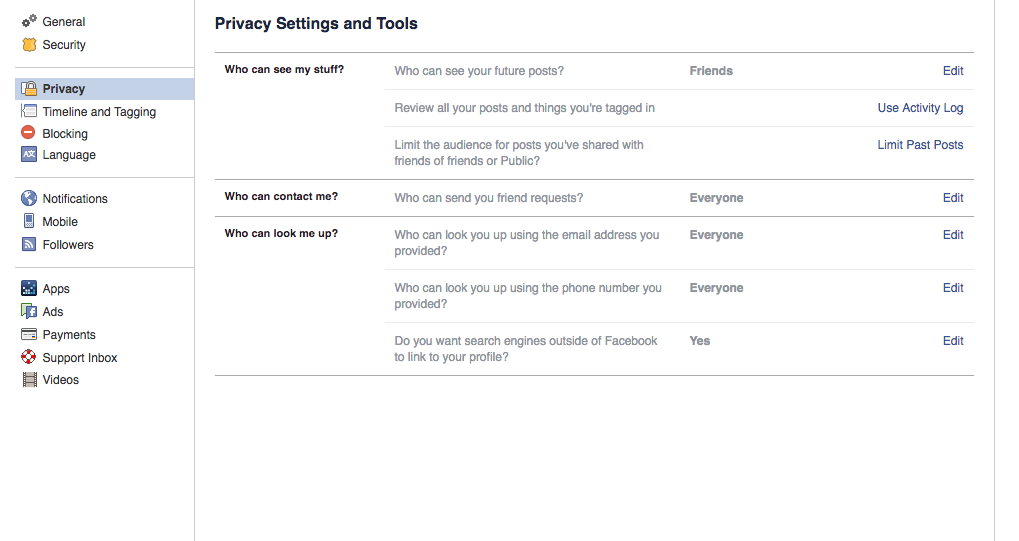 General
Security
Privacy
Timeline and Tagging
Blocking
Language
Notifications
Mobile
Followers
Apps
Ads
Payments
Support Inbox
Videos
Privacy Settings and Tools
Who can see my stuff?
Who can see your future posts?
Friends
Edit
Review all your posts and things you're tagged in
Use Activity Log
Limit the audience for posts you've shared with
friends of friends or Public?
Limit Past Posts
Who can contact me?
Who can send you friend requests?
Everyone
Edit
Who can look me up?
Who can look you up using the email address you
provided?
Everyone
Edit
Who can look you up using the phone number you
provided?
Everyone
Edit
Do you want search engines outside of Facebook
to link to your profile?
Yes
Edit